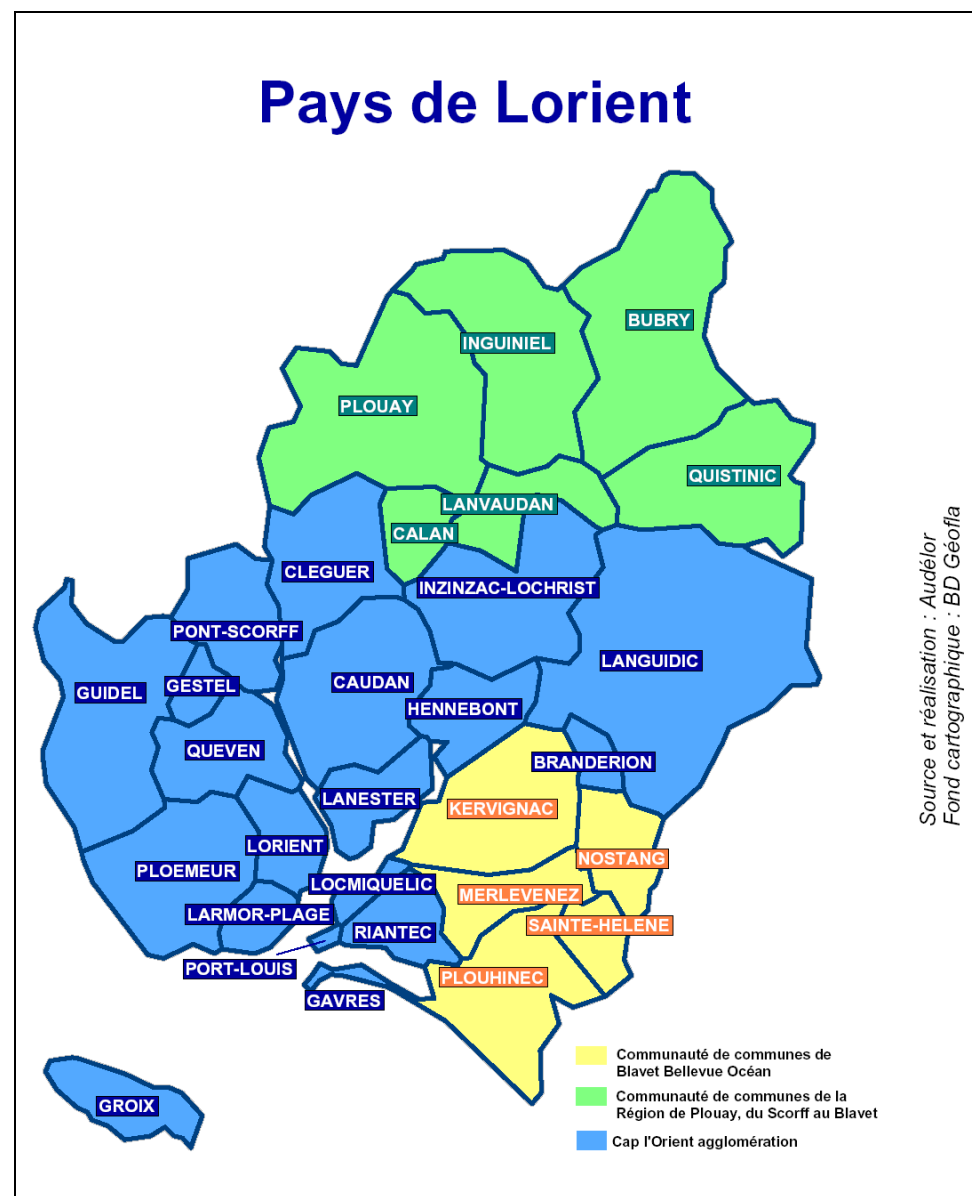 Pays de Lorient
BUBRY
INGUINIEL
PLOUAY
QUISTINIC
LANVAUDAN
CALAN
CLEGUER
INZINZAC-LOCHRIST
PONT-SCORFF
LANGUIDIC
CAUDAN
GESTEL
GUIDEL
HENNEBONT
QUEVEN
BRANDERION
LANESTER
KERVIGNAC
LORIENT
NOSTANG
PLOEMEUR
LOCMIQUELIC
MERLEVENEZ
LARMOR-PLAGE
SAINTE-HELENE
RIANTEC
PORT-LOUIS
PLOUHINEC
GAVRES
GROIX
Communauté de communes de
Blavet Bellevue Océan
Communauté de communes de la
Région de Plouay, du Scorff au Blavet
Cap l'Orient agglomération
Source et réalisation : Audélor
Fond cartographique : BD Géofla